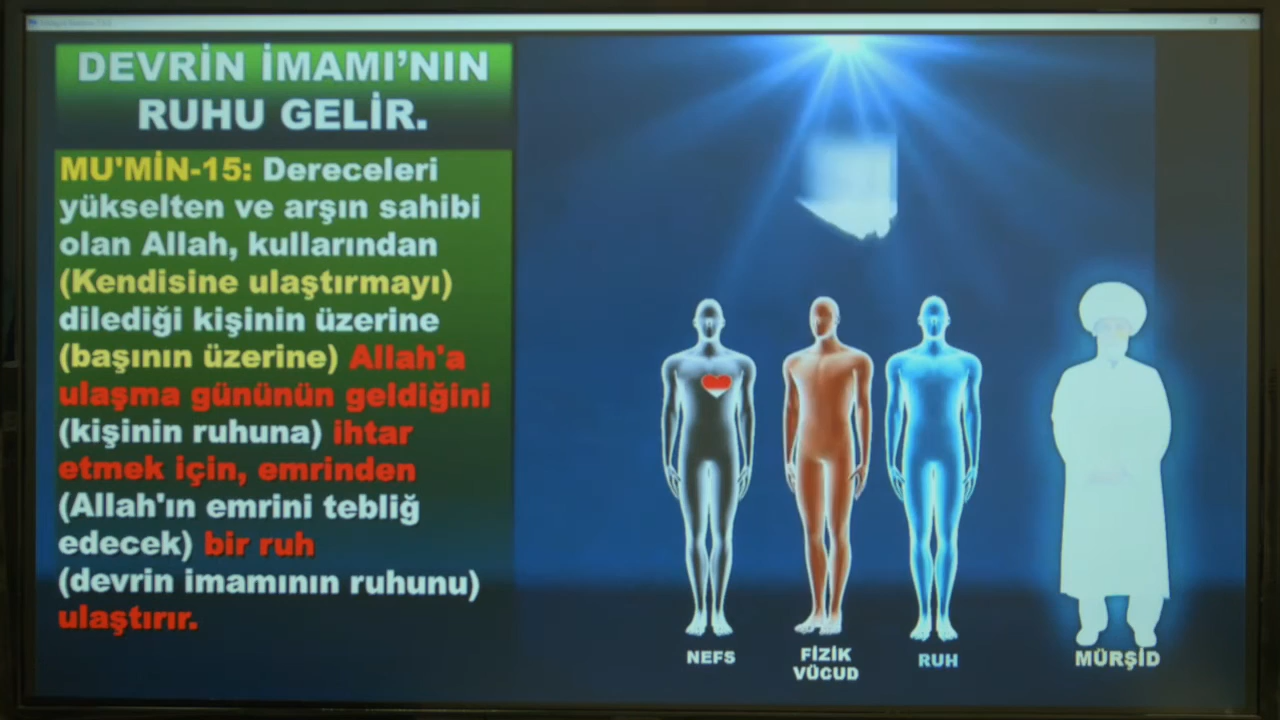 DEVRİN İMAMI’NIN
RUHU GELİR.
MU'MİN-15: Dereceleri
yükselten ve arşın sahibi
olan Allah, kullarından
(Kendisine ulaştırmayı)
dilediği kişinin üzerine
(başının üzerine) Allah'a
ulaşma gününün geldiğini
(kişinin ruhuna) ihtar
etmek için, emrinden
(Allah'ın emrini tebliğ
edecek) bir ruh
(devrin imamının ruhunu)
ulaştırır.
NEFS
FİZİK
VÜCUD
RUH
MÜRŞİD